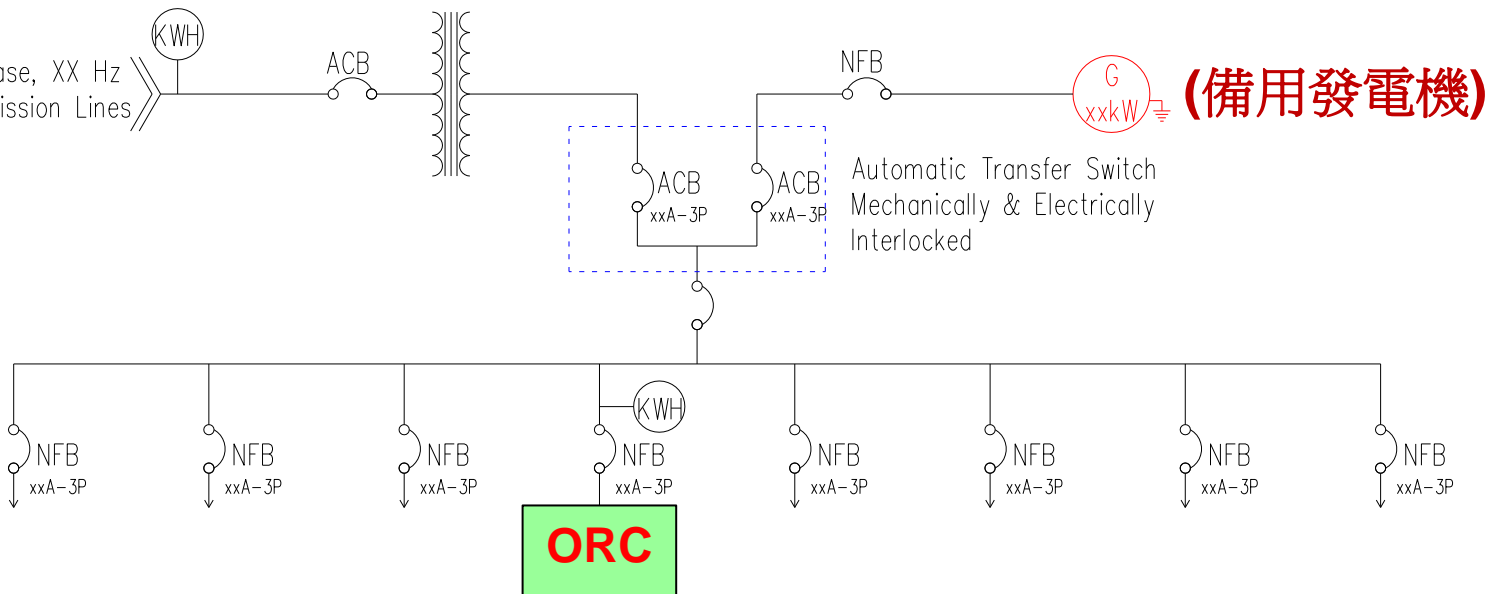 KWH
ase, XX Hz
ission Lines
ACB
NFB
G
xxkW
(備用發電機)
ACB
xxA-3P
ACB
xxA-3P
Automatic Transfer Switch
Mechanically & Electrically
Interlocked
KWH
NFB
xxA-3P
NFB
xxA-3P
NFB
xxA-3P
NFB
xxA-3P
NFB
xxA-3P
NFB
xxA-3P
NFB
xxA-3P
NFB
xxA-3P
ORC